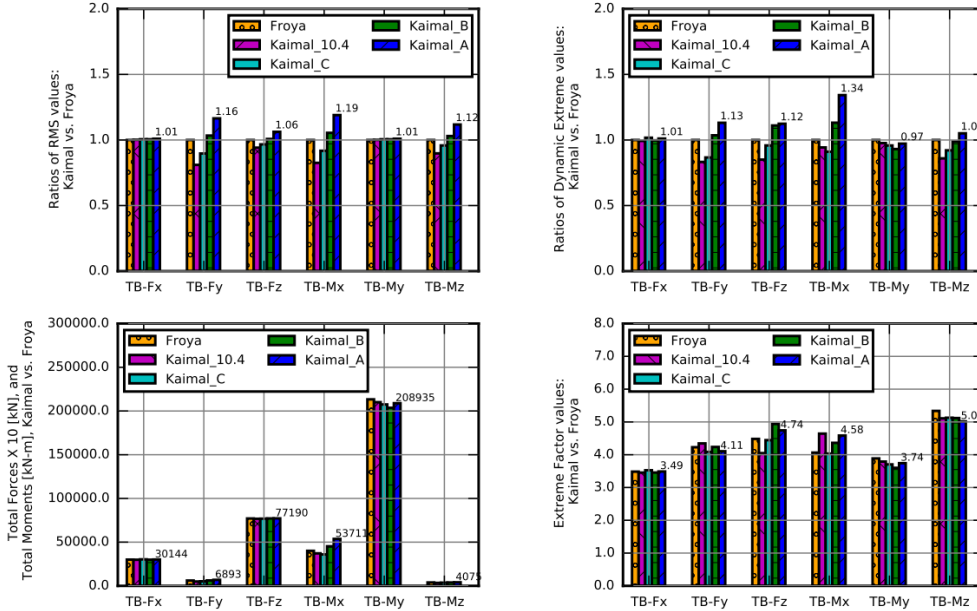 Ratios of RMS values:
Kaimal vs. Froya
2.0
1.5
1.0
0.5
0.0
Froya
Kaimal_10.4
Kaimal_C
Kaimal_B
Kaimal_A
1.01
1.16
1.06
1.19
1.01
1.12
TB-Fx TB-Fy TB-Fz TB-Mx TB-My TB-Mz
Ratios of Dynamic Extreme values:
Kaimal vs. Froya
2.0
1.5
1.0
0.5
0.0
Froya
Kaimal_10.4
Kaimal_C
Kaimal_B
Kaimal_A
1.01
1.13
1.12
1.34
0.97
1.0
TB-Fx TB-Fy TB-Fz TB-Mx TB-My TB-Mz
Total Forces X 10 [kN], and
Total Moments [kN-m], Kaimal vs. Froya
300000.0
250000.0
200000.0
150000.0
100000.0
50000.0
0.0
Froya
Kaimal_10.4
Kaimal_C
Kaimal_B
Kaimal_A
30144
6893
77190
53711
208935
4075
TB-Fx TB-Fy TB-Fz TB-Mx TB-My TB-Mz
Extreme Factor values:
Kaimal vs. Froya
8.0
7.0
6.0
5.0
4.0
3.0
2.0
1.0
0.0
Froya
Kaimal_10.4
Kaimal_C
Kaimal_B
Kaimal_A
3.49
4.11
4.74
4.58
3.74
5.0
TB-Fx TB-Fy TB-Fz TB-Mx TB-My TB-Mz